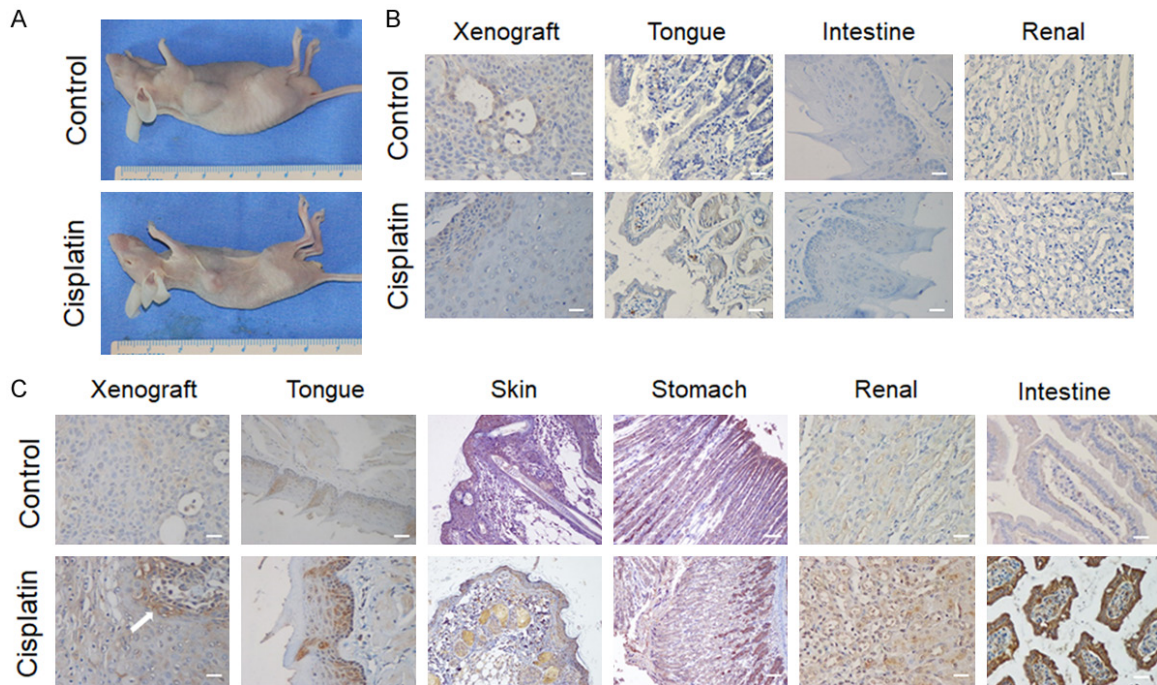 A
Control
Cisplatin
B
Xenograft Tongue Intestine Renal
Control
Cisplatin
C
Xenograft Tongue Skin Stomach Renal Intestine
Control
Cisplatin